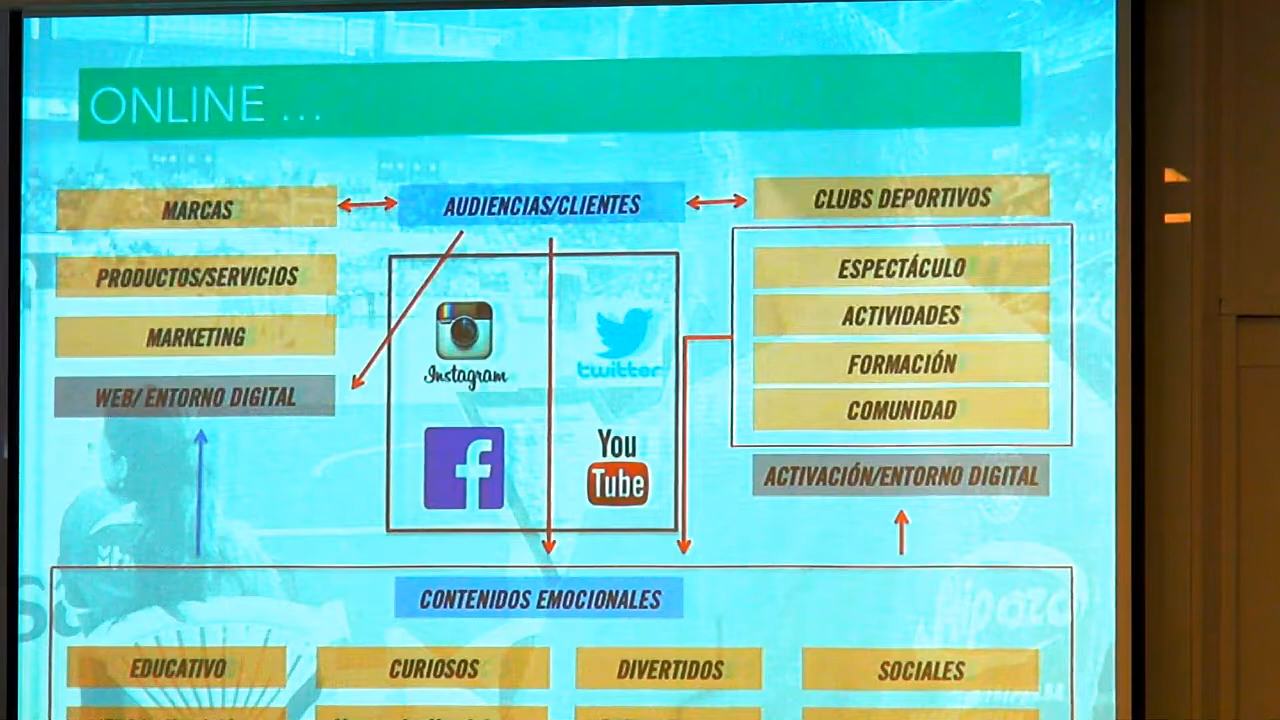 ONLINE ...
MARCAS
AUDIENCIAS/CLIENTES
CLUBS DEPORTIVOS
PRODUCTOS/SERVICIOS
MARKETING
WEB/ ENTORNO DIGITAL
Instagram
twitter
You
Tube
ESPECTÁCULO
ACTIVIDADES
FORMACIÓN
COMUNIDAD
ACTIVACIÓN/ENTORNO DIGITAL
CONTENIDOS EMOCIONALES
EDUCATIVO
CURIOSOS
DIVERTIDOS
SOCIALES